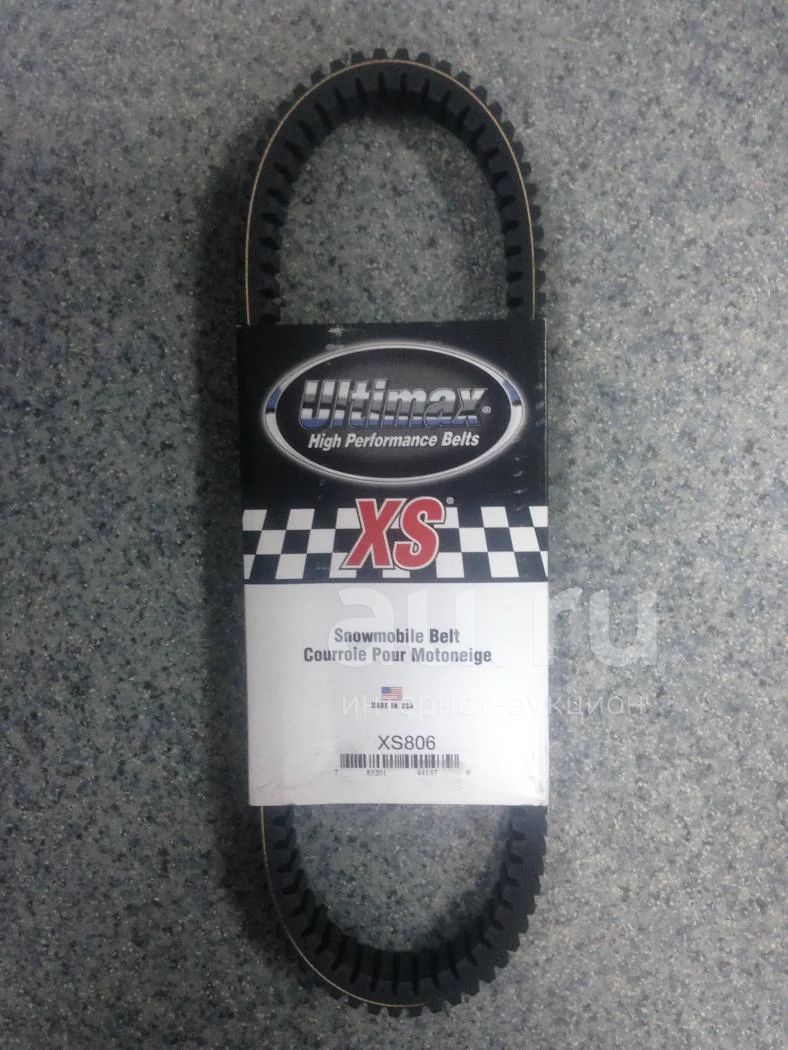 Ultimax®
High Performance Belts
XS®
au.ru
Snowmobile Belt
Courroie Pour Motoneige
интернет-аукцион
MADE IN USA
XS806
7 85201 44147 9